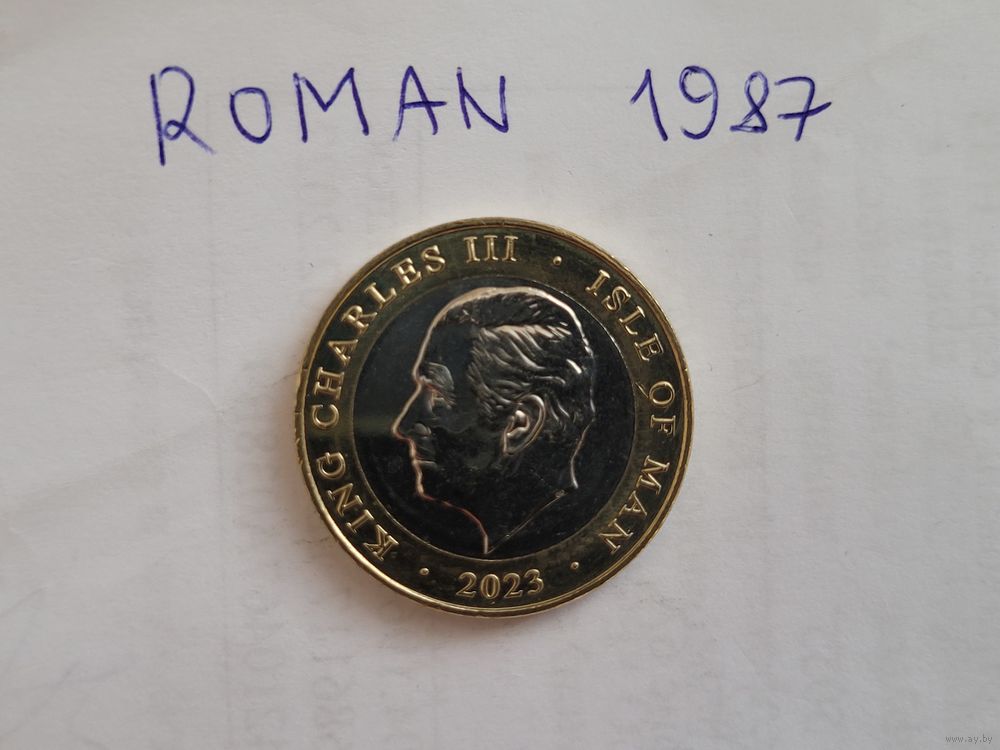 ROMAN 1987
KING CHARLES III · ISLE OF MAN · 2023 ·
www.ay.by